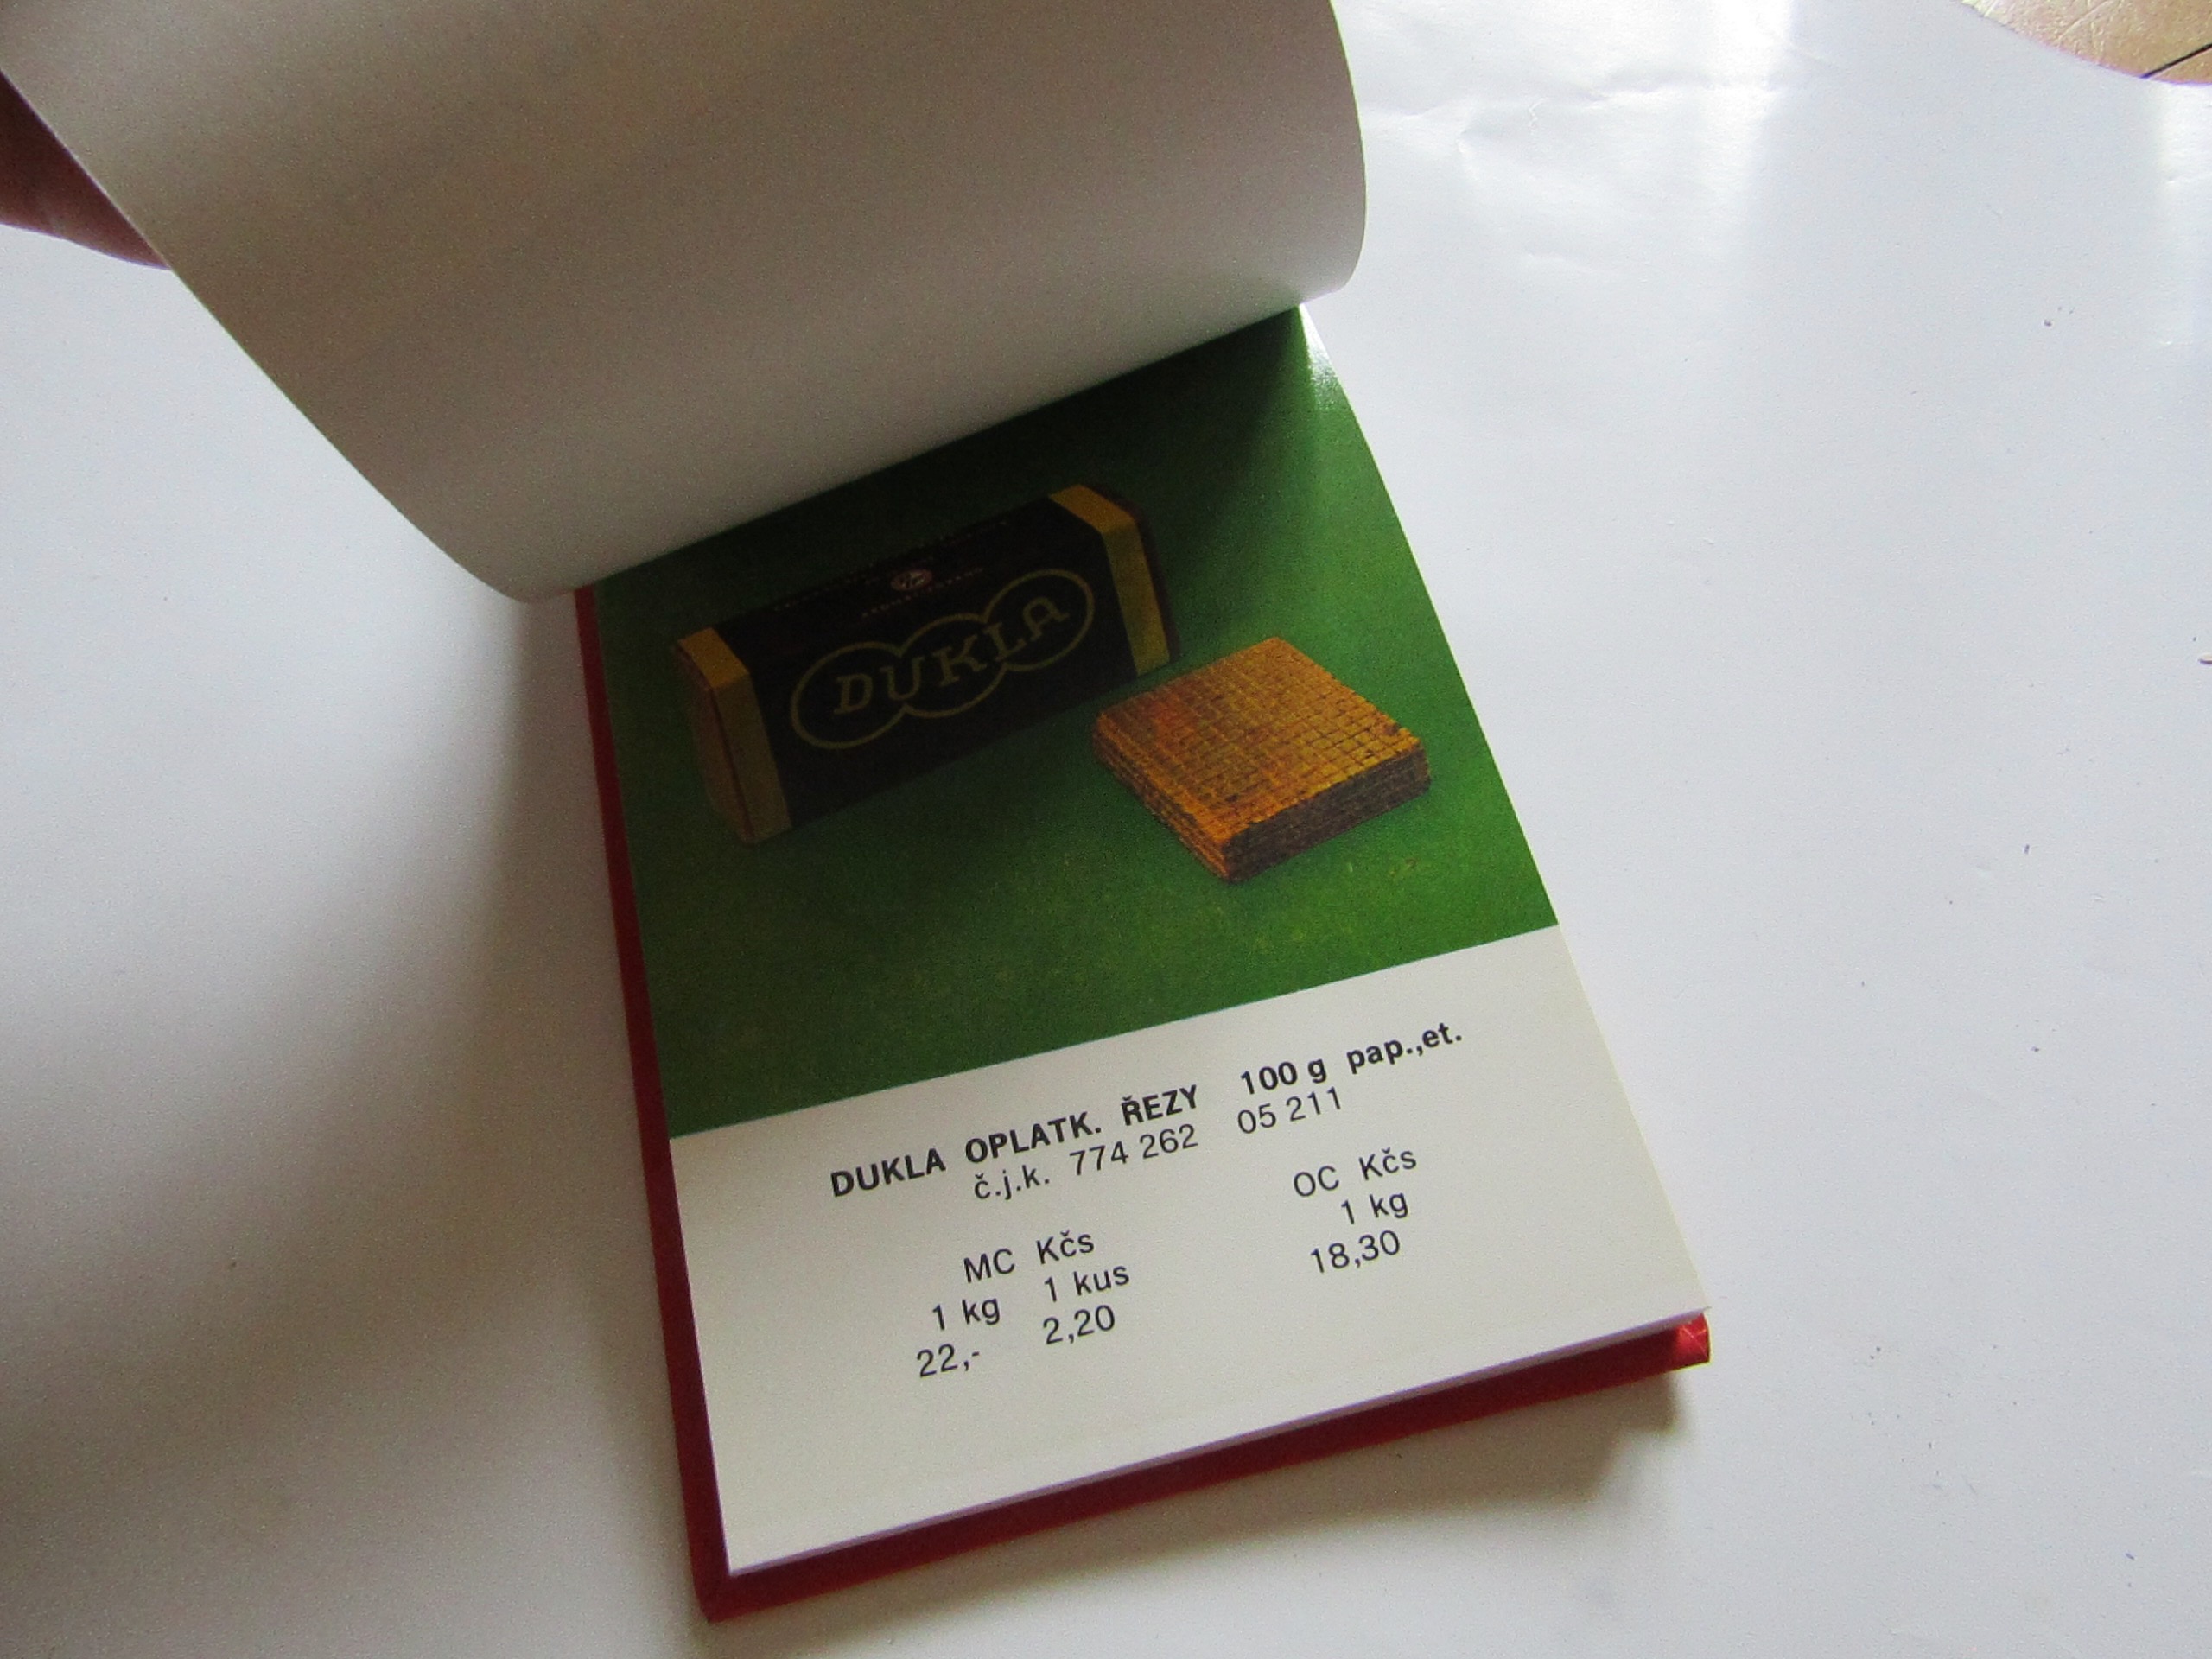 DUKLA
DUKLA OPLATK. ŘEZY 100 g pap.,et.
č.j.k. 774 262 05 211
MC Kčs OC Kčs
1 kg 1 kus 1 kg
22,- 2,20 18,30